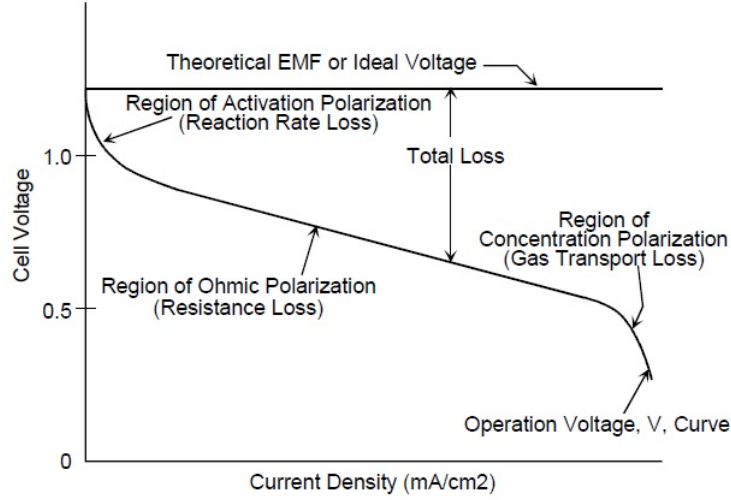 Theoretical EMF or Ideal Voltage
Region of Activation Polarization
(Reaction Rate Loss)
1.0
Total Loss
Cell Voltage
Region of
Concentration Polarization
(Gas Transport Loss)
Region of Ohmic Polarization
(Resistance Loss)
0.5
Operation Voltage, V, Curve
0
Current Density (mA/cm2)